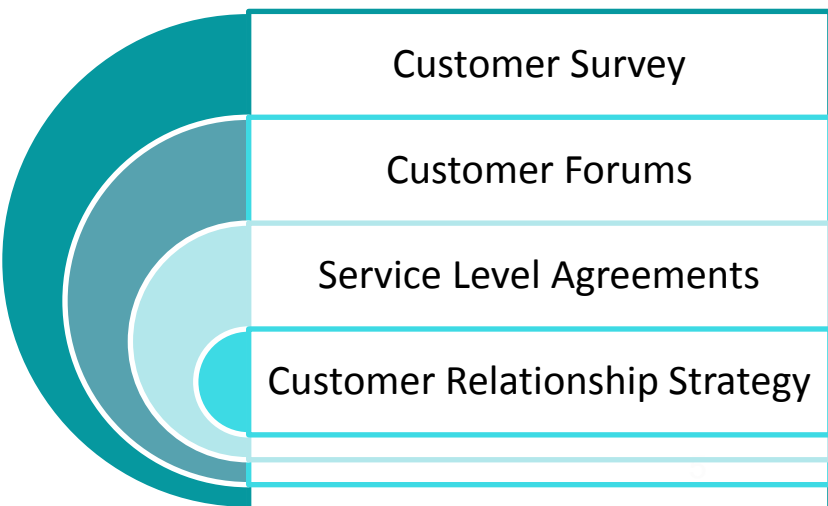 Customer Survey
Customer Forums
Service Level Agreements
Customer Relationship Strategy